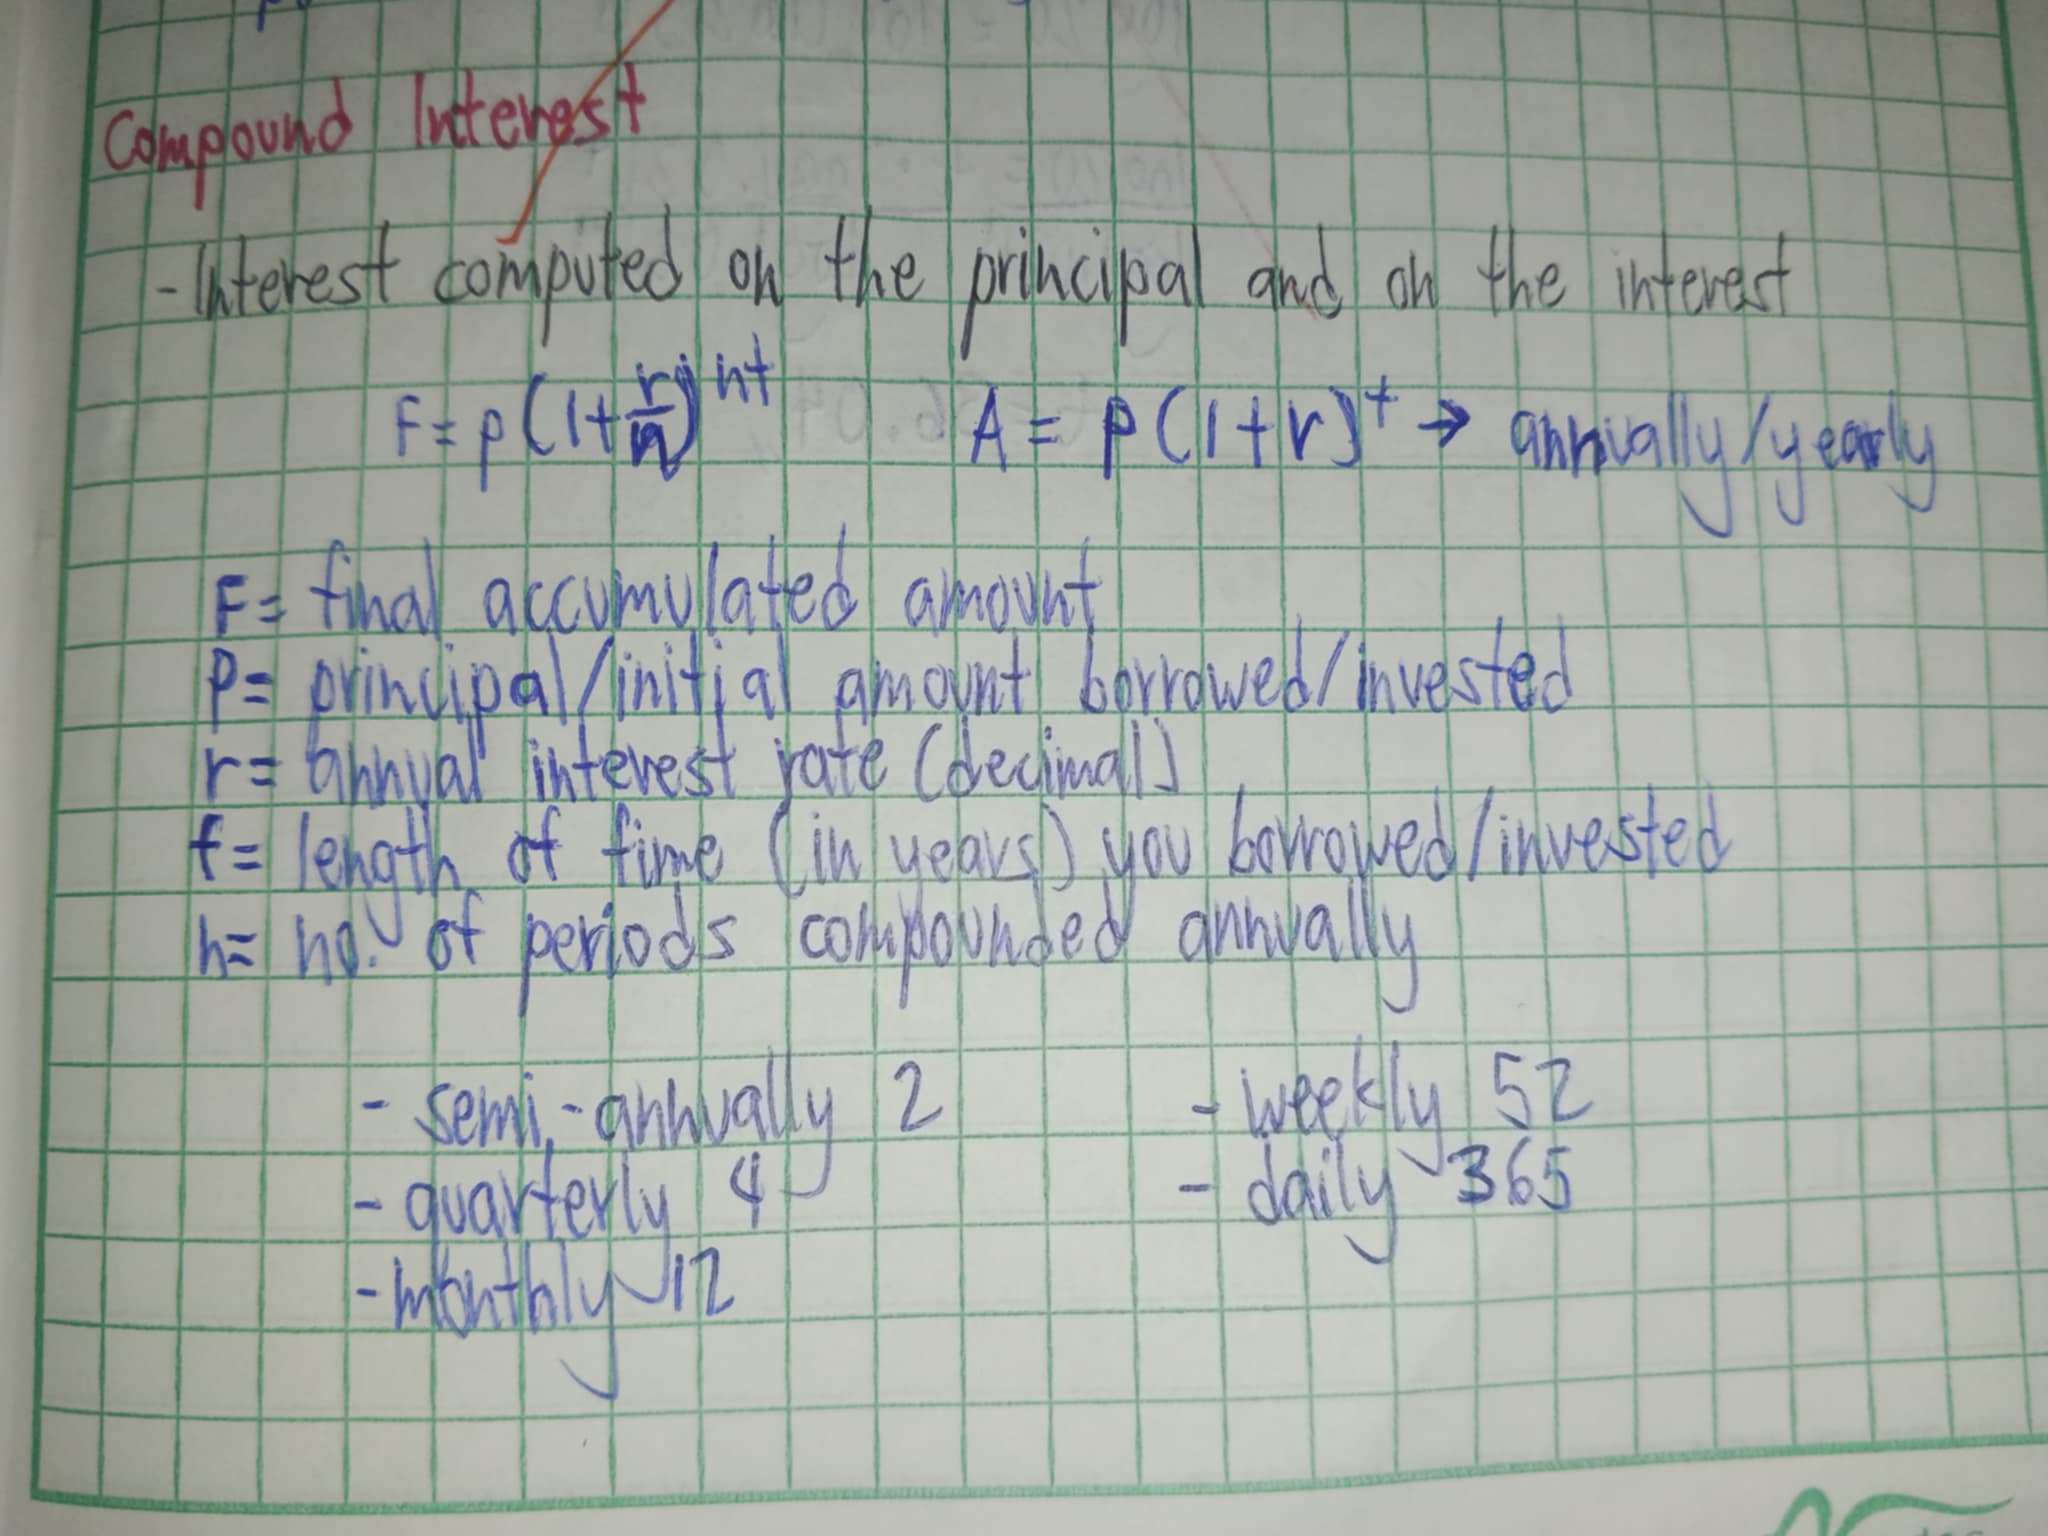 Compound Interest
- Interest computed on the principal and on the interest
F = p(1+r/n)^nt    A = P(1+r)^t → annually/yearly
F = final accumulated amount
P = principal/initial amount borrowed/invested
r = annual interest rate (decimal)
t = length of time (in years) you borrowed/invested
n = no. of periods compounded annually
- semi-annually 2    - weekly 52
- quarterly 4    - daily 365
- monthly 12